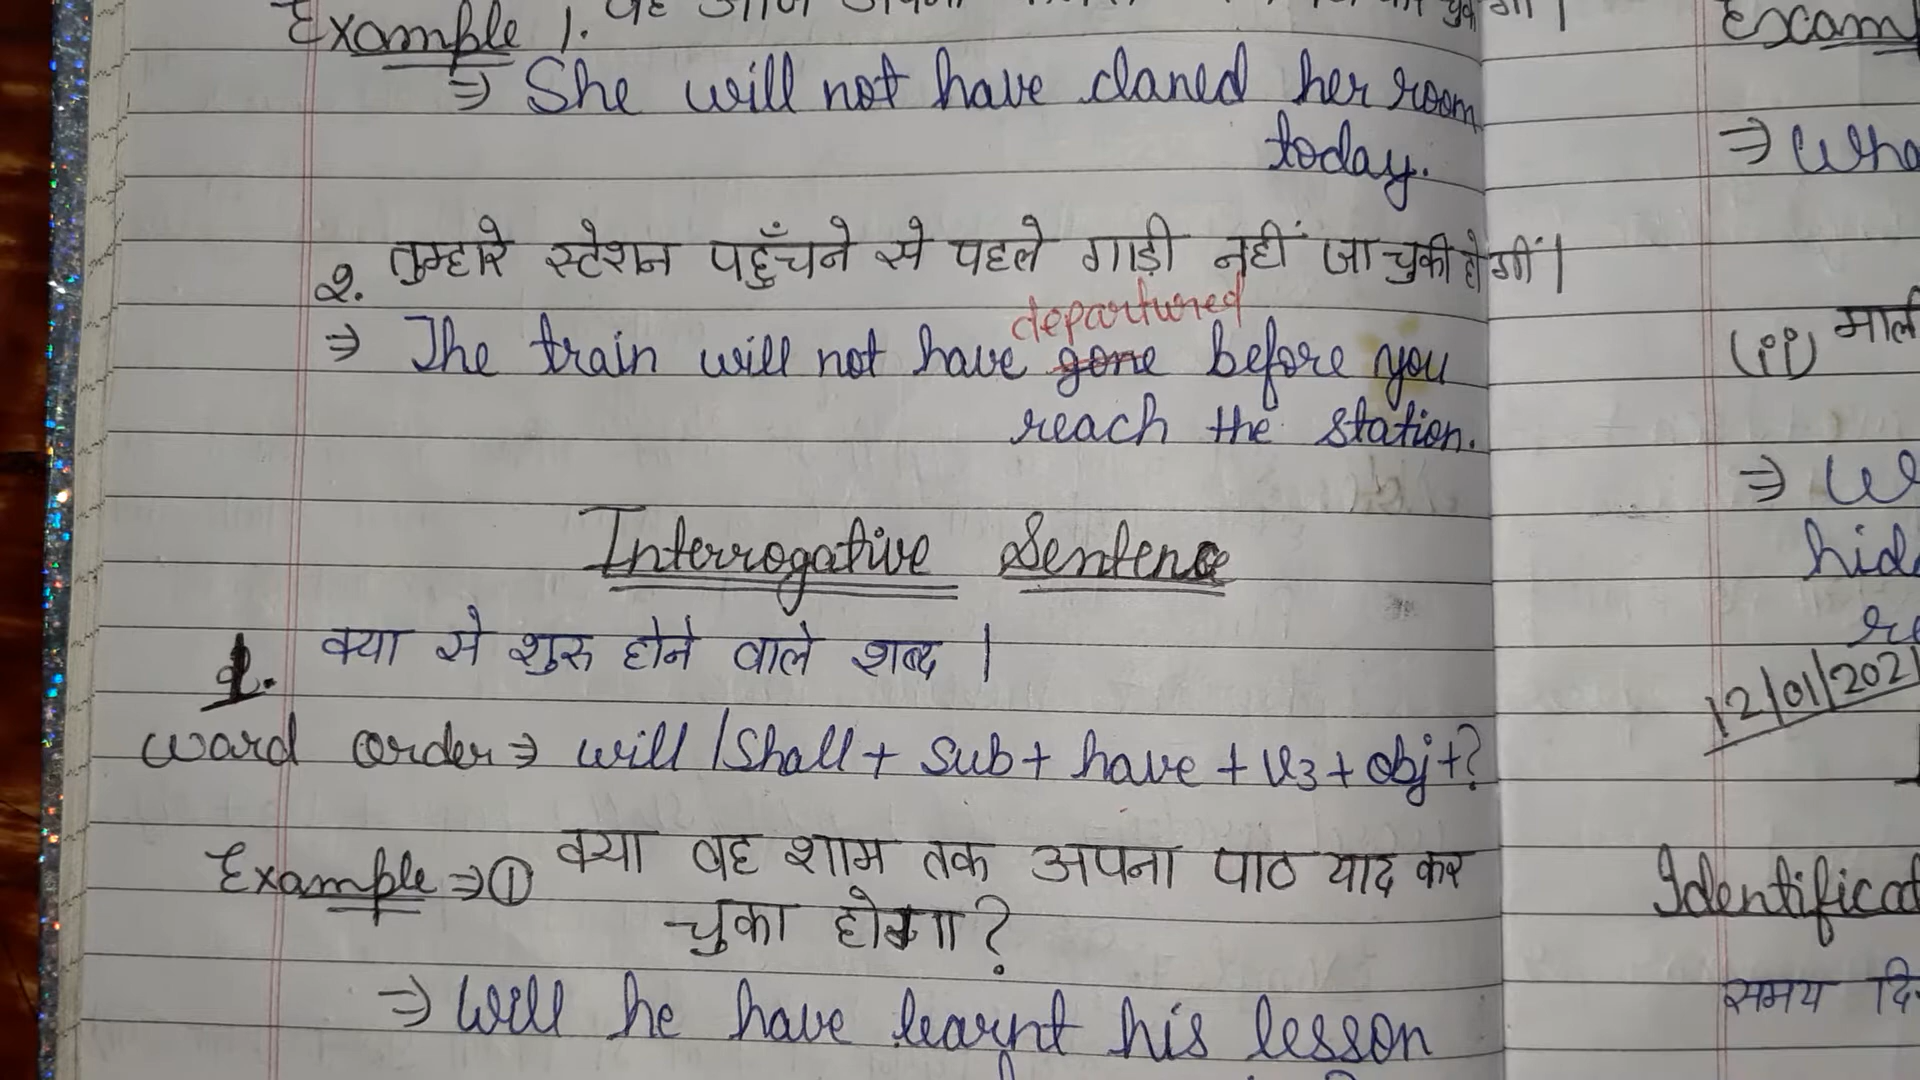 Example 1. वह
⇒ She will not have claned her room
today.
2. तुम्हारे स्टेशन पहुँचने से पहले गाड़ी नहीं जा चुकी होगीं।
departured
⇒ The train will not have gone before you
reach the station.
Interrogative Sentence
1. क्या से शुरु होने वाले शब्द।
word order ⇒ will / Shall + Sub + have + V3 + obj + ?
Example ⇒ ① क्या वह शाम तक अपना पाठ याद कर
चुका होगा?
⇒ Will he have learnt his lesson
Exam
⇒ Who
(ii)
⇒
12/01/202
Identificat
समय